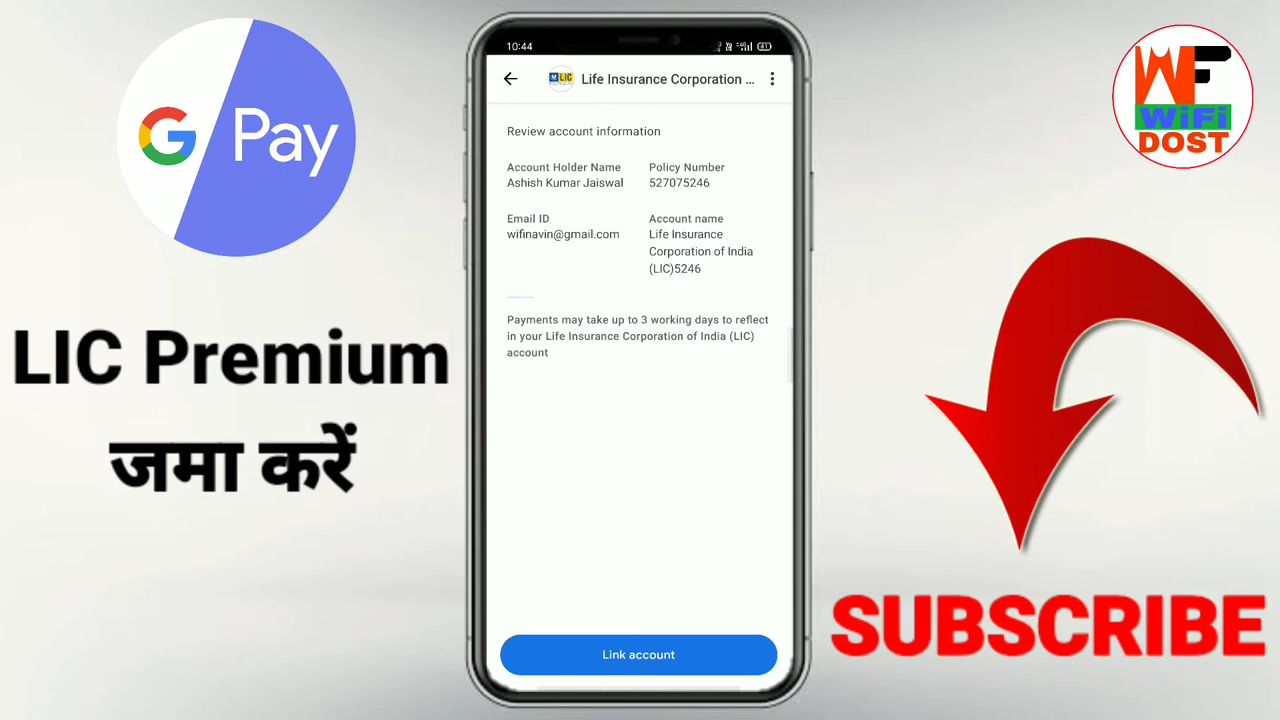 G Pay
LIC Premium
जमा करें
10:44
LIC
Life Insurance Corporation ...
Review account information
Account Holder Name
Ashish Kumar Jaiswal
Policy Number
527075246
Email ID
wifinavin@gmail.com
Account name
Life Insurance
Corporation of India
(LIC)5246
Payments may take up to 3 working days to reflect
in your Life Insurance Corporation of India (LIC)
account
Link account
WF
WiFi
DOST
SUBSCRIBE